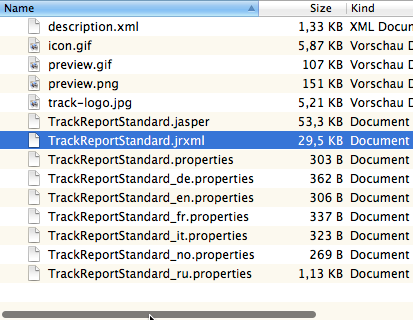 Name Size Kind
description.xml 1,33 KB XML Docum
icon.gif 5,87 KB Vorschau D
preview.gif 107 KB Vorschau D
preview.png 151 KB Vorschau D
track-logo.jpg 5,21 KB Vorschau D
TrackReportStandard.jasper 53,3 KB Document
TrackReportStandard.jrxml 29,5 KB Document
TrackReportStandard.properties 303 B Document
TrackReportStandard_de.properties 362 B Document
TrackReportStandard_en.properties 306 B Document
TrackReportStandard_fr.properties 337 B Document
TrackReportStandard_it.properties 323 B Document
TrackReportStandard_no.properties 269 B Document
TrackReportStandard_ru.properties 1,13 KB Document